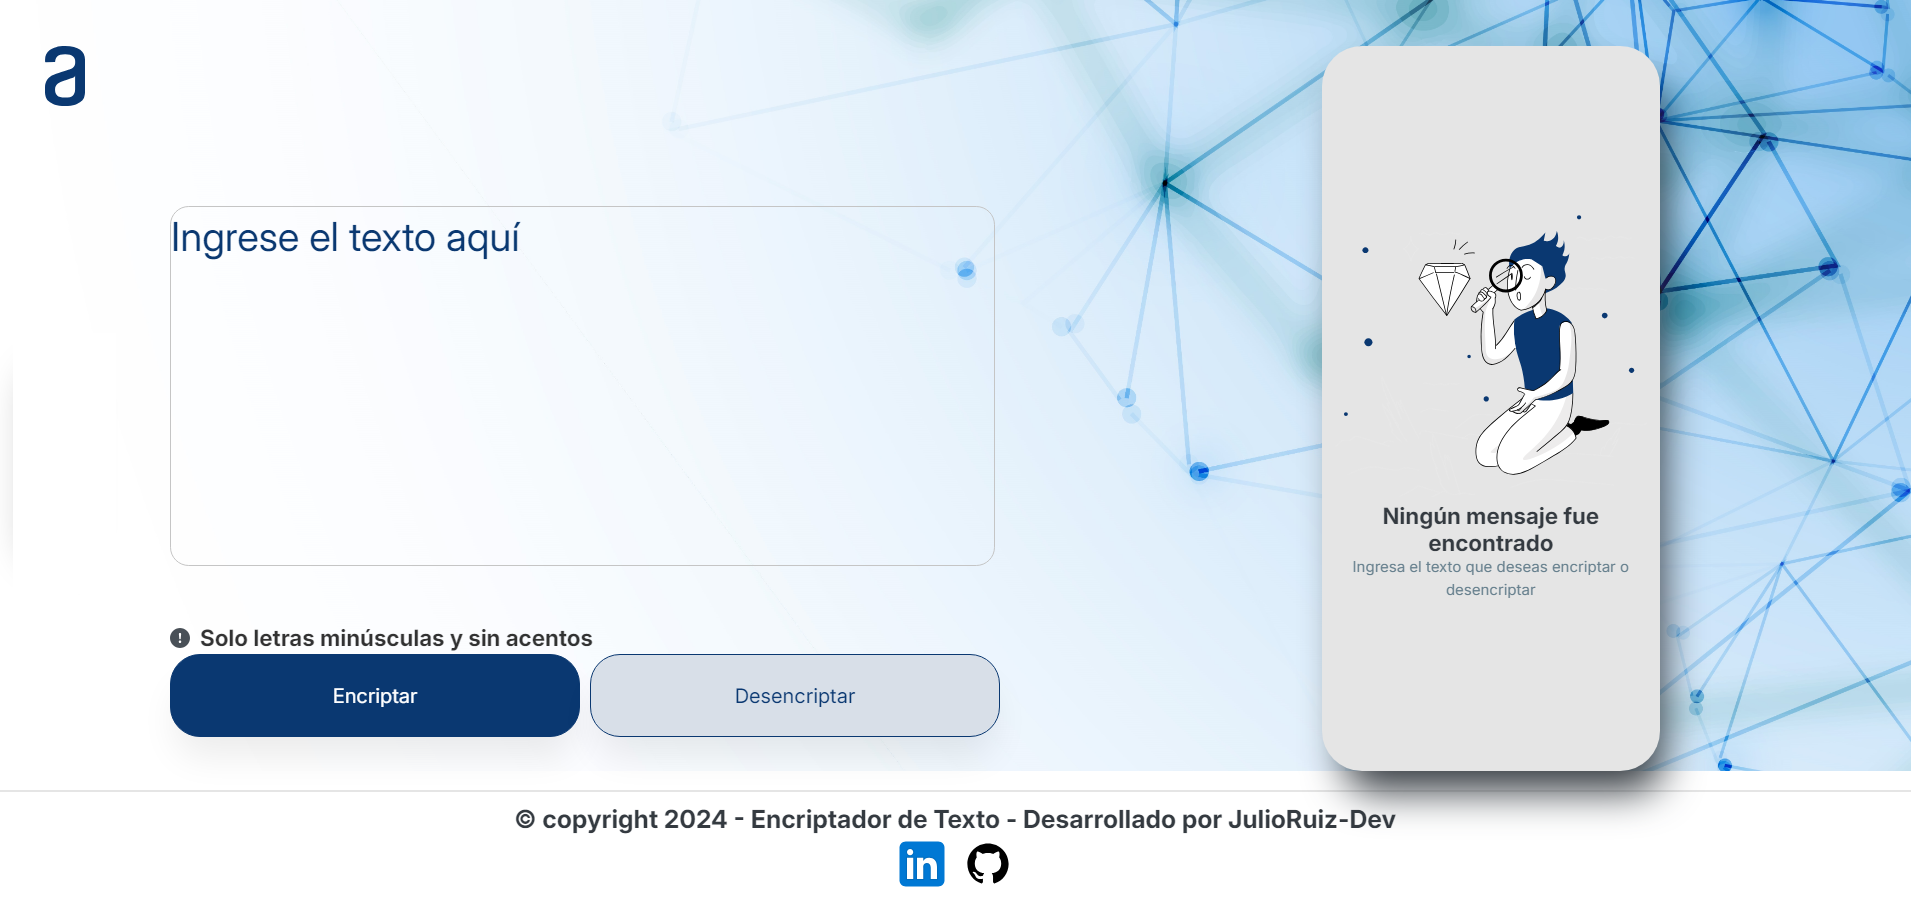 a
Ingrese el texto aquí
Ningún mensaje fue
encontrado
Ingresa el texto que deseas encriptar o
desencriptar
Solo letras minúsculas y sin acentos
Encriptar
Desencriptar
© copyright 2024 - Encriptador de Texto - Desarrollado por JulioRuiz-Dev
in